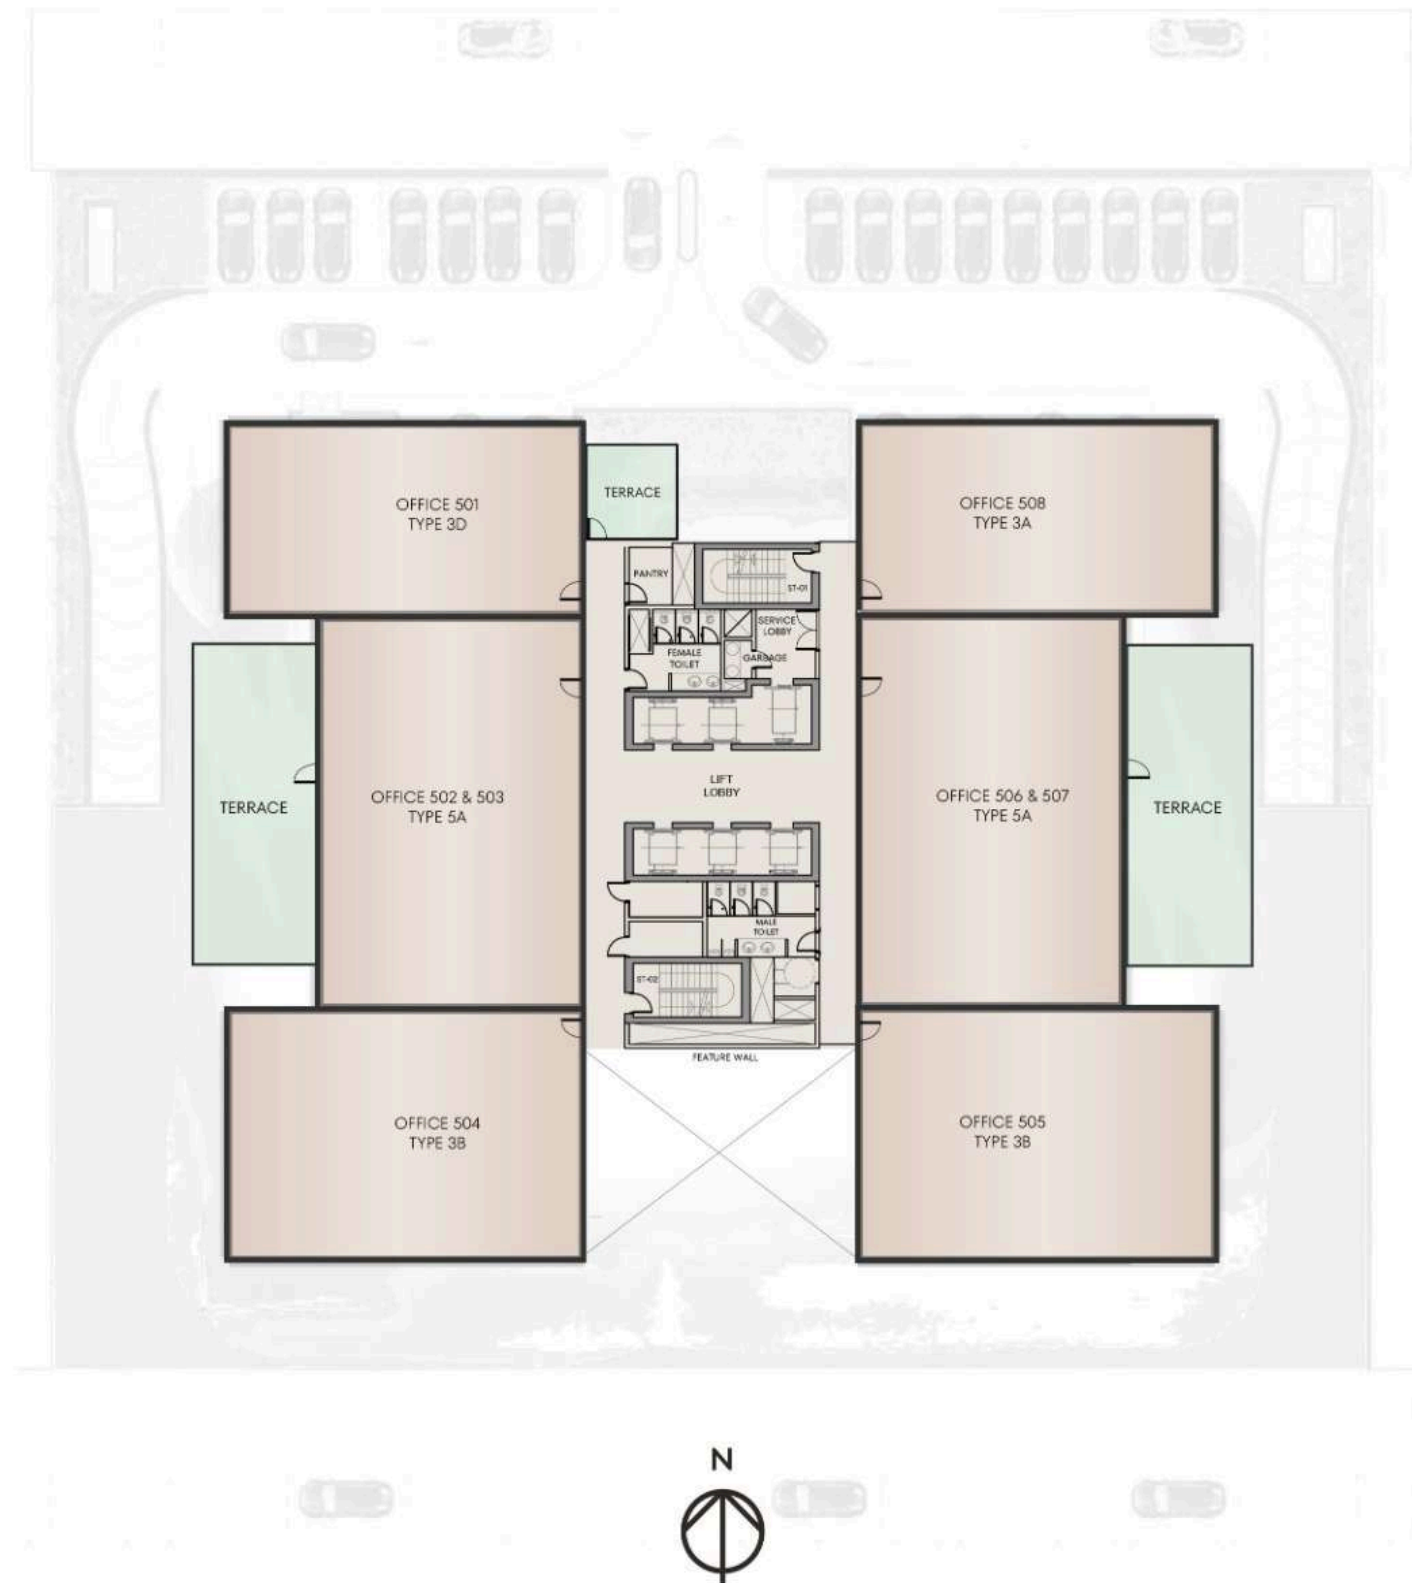 OFFICE 501
TYPE 3D
TERRACE
OFFICE 508
TYPE 3A
PANTRY
ST-01
SERVICE
LOBBY
FEMALE
TOILET
GARBAGE
LIFT
LOBBY
OFFICE 502 & 503
TYPE 5A
TERRACE
OFFICE 506 & 507
TYPE 5A
TERRACE
MALE
TOILET
ST-02
FEATURE WALL
OFFICE 504
TYPE 3B
OFFICE 505
TYPE 3B
N